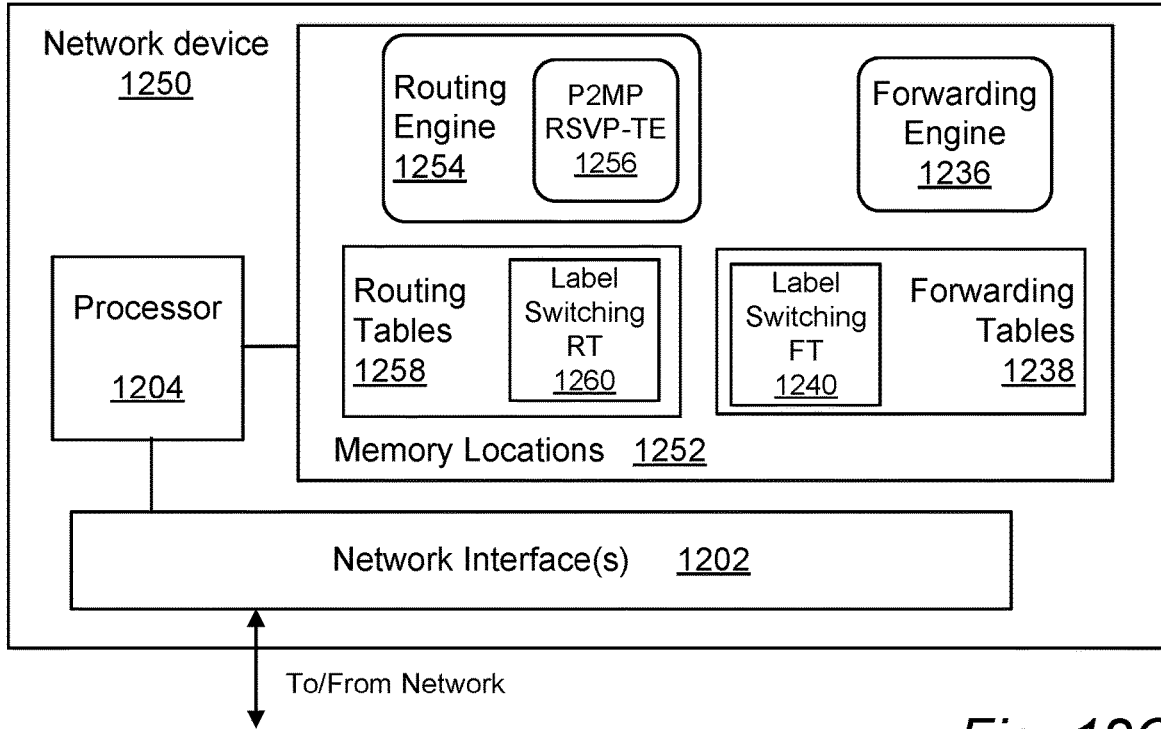 Network device
1250
Routing
Engine
1254
P2MP
RSVP-TE
1256
Forwarding
Engine
1236
Processor
1204
Routing
Tables
1258
Label
Switching
RT
1260
Label
Switching
FT
1240
Forwarding
Tables
1238
Memory Locations 1252
Network Interface(s) 1202
To/From Network